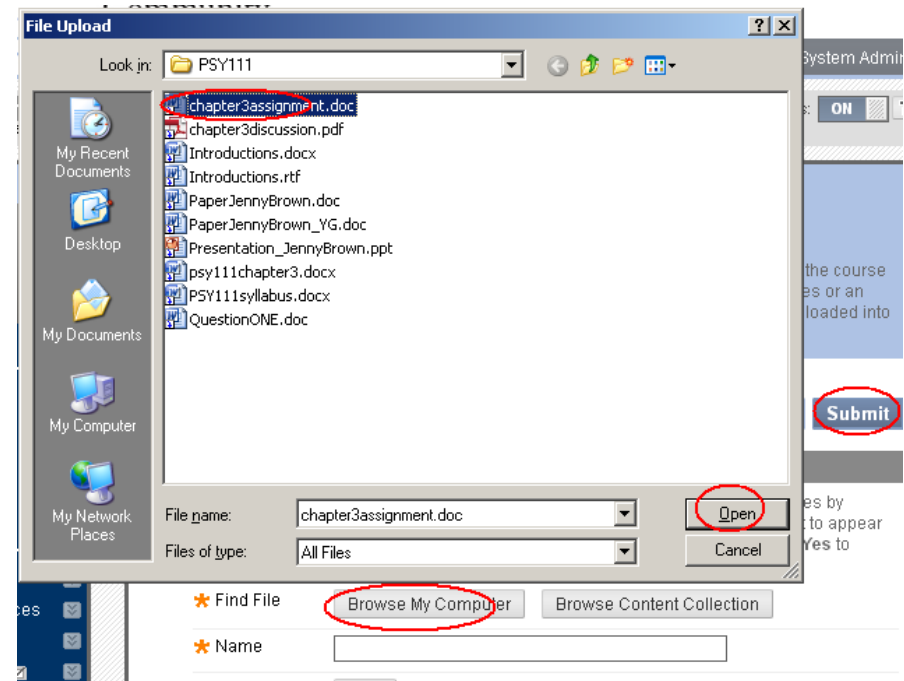 Community
File Upload
Look in: PSY111
System Admin
chapter3assignment.doc
s: ON
chapter3discussion.pdf
Introductions.docx
Introductions.rtf
PaperJennyBrown.doc
PaperJennyBrown_YG.doc
Presentation_JennyBrown.ppt
psy111chapter3.docx
PSY111syllabus.docx
QuestionONE.doc
My Recent
Documents
Desktop
My Documents
My Computer
My Network
Places
the course
es or an
loaded into
Submit
File name: chapter3assignment.doc Open
Files of type: All Files Cancel
es by
t to appear
Yes to
Find File Browse My Computer Browse Content Collection
ces
Name